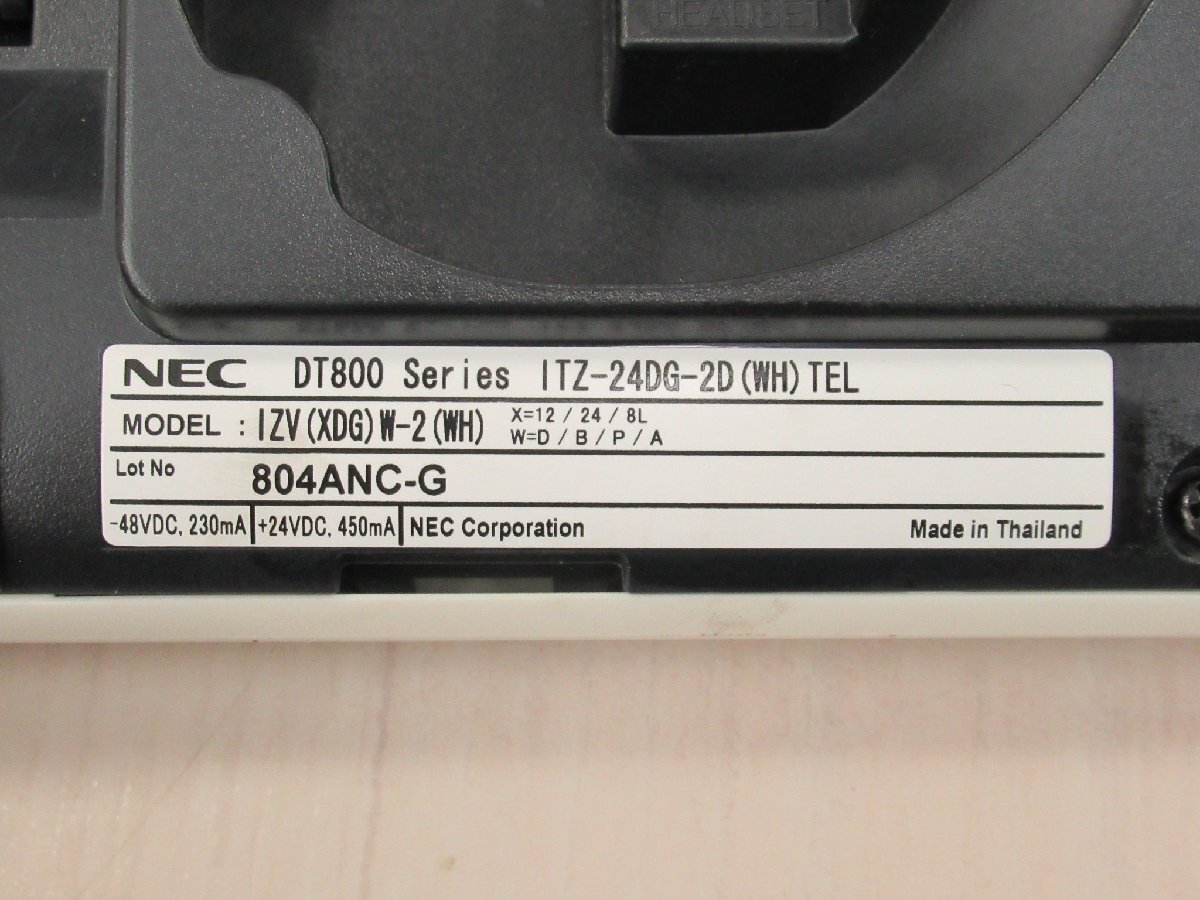 HEADSET
NEC DT800 Series ITZ-24DG-2D(WH)TEL
MODEL : IZV(XDG)W-2(WH) X=12 / 24 / 8L
W=D / B / P / A
Lot No 804ANC-G
-48VDC, 230mA +24VDC, 450mA NEC Corporation Made in Thailand